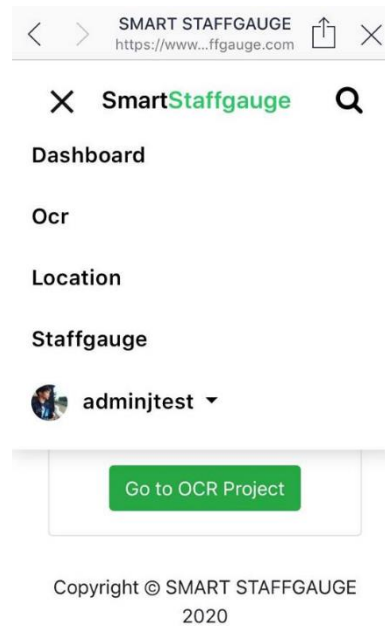 SMART STAFFGAUGE
https://www...ffgauge.com
SmartStaffgauge
Dashboard
Ocr
Location
Staffgauge
adminjtest
Go to OCR Project
Copyright © SMART STAFFGAUGE
2020